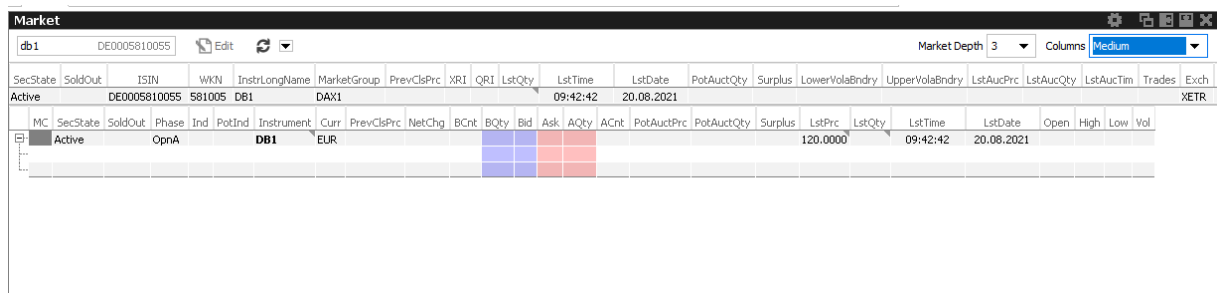 Market
db1 DE0005810055 Edit Market Depth 3 Columns Medium
SecState SoldOut ISIN WKN InstrLongName MarketGroup PrevClsPrc XRI QRI LstQty LstTime LstDate PotAuctQty Surplus LowerVolaBndry UpperVolaBndry LstAucPrc LstAucQty LstAucTim Trades Exch
Active DE0005810055 581005 DB1 DAX1 09:42:42 20.08.2021 XETR
MC SecState SoldOut Phase Ind PotInd Instrument Curr PrevClsPrc NetChg BCnt BQty Bid Ask AQty ACnt PotAuctPrc PotAuctQty Surplus LstPrc LstQty LstTime LstDate Open High Low Vol
Active OpnA DB1 EUR 120.0000 09:42:42 20.08.2021